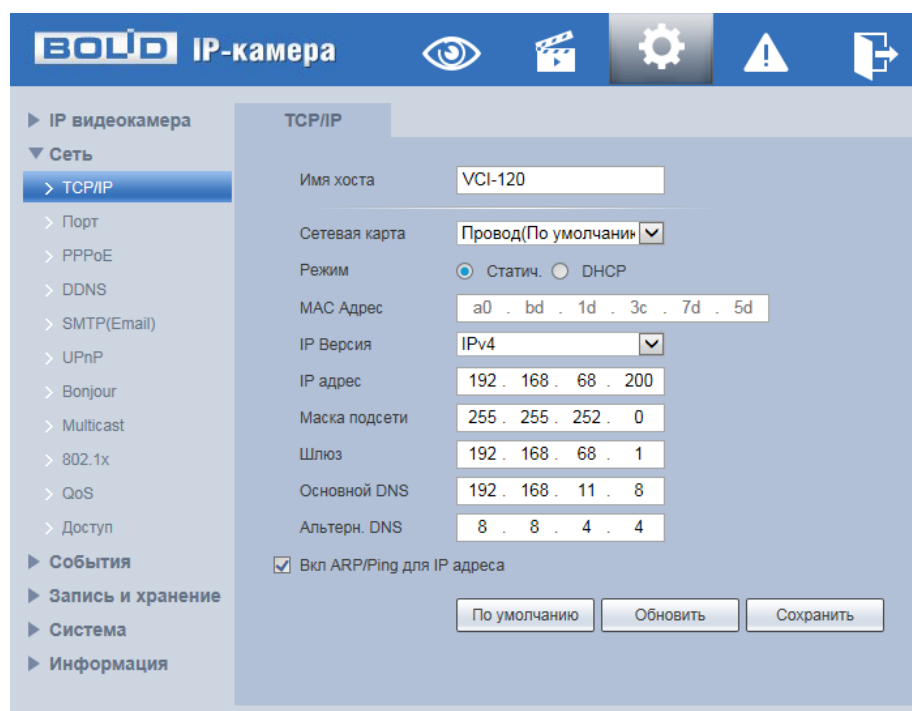 BOLID IP-камера
IP видеокамера
Сеть
TCP/IP
Порт
PPPoE
DDNS
SMTP(Email)
UPnP
Bonjour
Multicast
802.1x
QoS
Доступ
События
Запись и хранение
Система
Информация
TCP/IP
Имя хоста VCI-120
Сетевая карта Провод(По умолчани
Режим Статич. DHCP
MAC Адрес a0 . bd . 1d . 3c . 7d . 5d
IP Версия IPv4
IP адрес 192 . 168 . 68 . 200
Маска подсети 255 . 255 . 252 . 0
Шлюз 192 . 168 . 68 . 1
Основной DNS 192 . 168 . 11 . 8
Альтерн. DNS 8 . 8 . 4 . 4
Вкл ARP/Ping для IP адреса
По умолчанию Обновить Сохранить